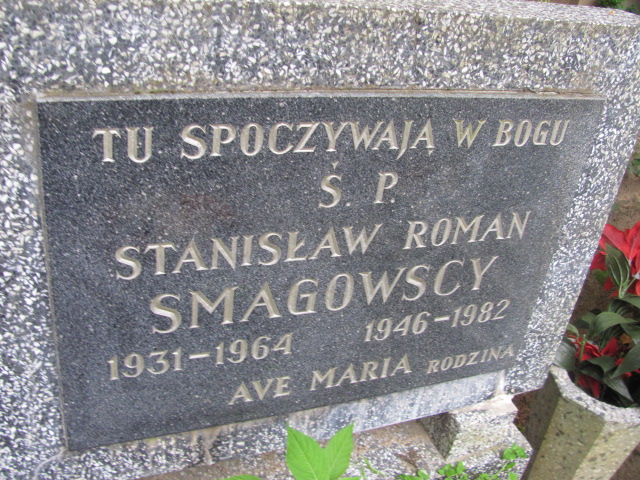 TU SPOCZYWAJĄ W BOGU
Ś. P.
STANISŁAW ROMAN
SMAGOWSCY
1931-1964 1946-1982
AVE MARIA RODZINA